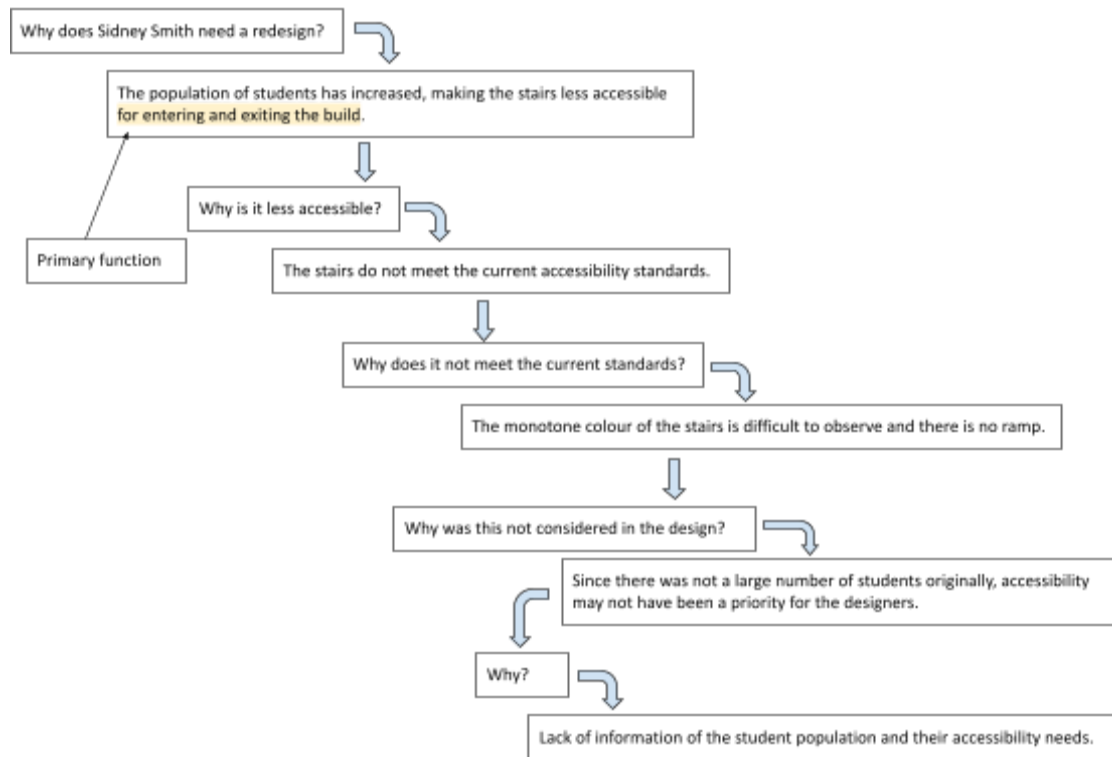 Why does Sidney Smith need a redesign?
The population of students has increased, making the stairs less accessible
for entering and exiting the build.
Why is it less accessible?
Primary function
The stairs do not meet the current accessibility standards.
Why does it not meet the current standards?
The monotone colour of the stairs is difficult to observe and there is no ramp.
Why was this not considered in the design?
Since there was not a large number of students originally, accessibility
may not have been a priority for the designers.
Why?
Lack of information of the student population and their accessibility needs.